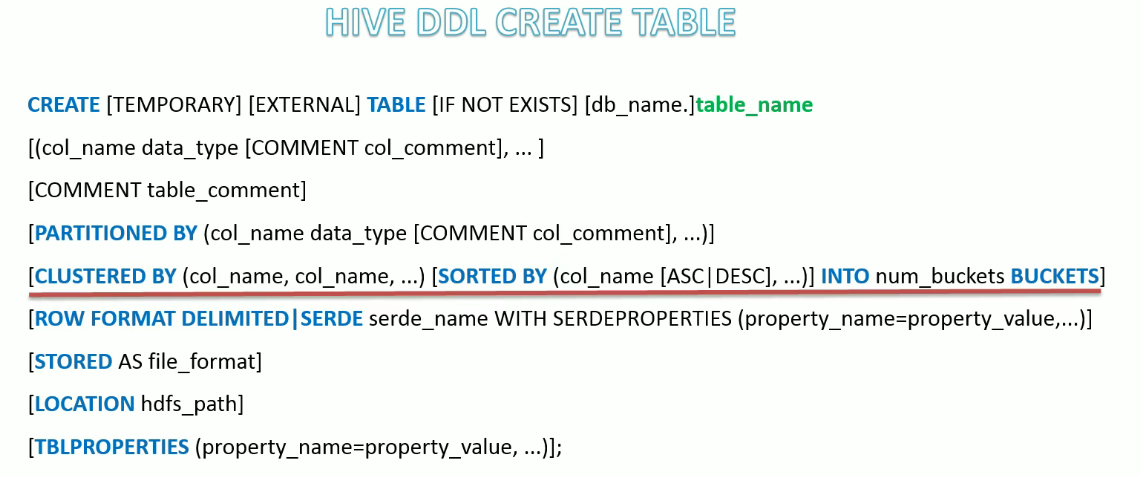 HIVE DDL CREATE TABLE
CREATE [TEMPORARY] [EXTERNAL] TABLE [IF NOT EXISTS] [db_name.]table_name
[(col_name data_type [COMMENT col_comment], ... ]
[COMMENT table_comment]
[PARTITIONED BY (col_name data_type [COMMENT col_comment], ...)]
[CLUSTERED BY (col_name, col_name, ...) [SORTED BY (col_name [ASC|DESC], ...)] INTO num_buckets BUCKETS]
[ROW FORMAT DELIMITED|SERDE serde_name WITH SERDEPROPERTIES (property_name=property_value,...)]
[STORED AS file_format]
[LOCATION hdfs_path]
[TBLPROPERTIES (property_name=property_value, ...)];